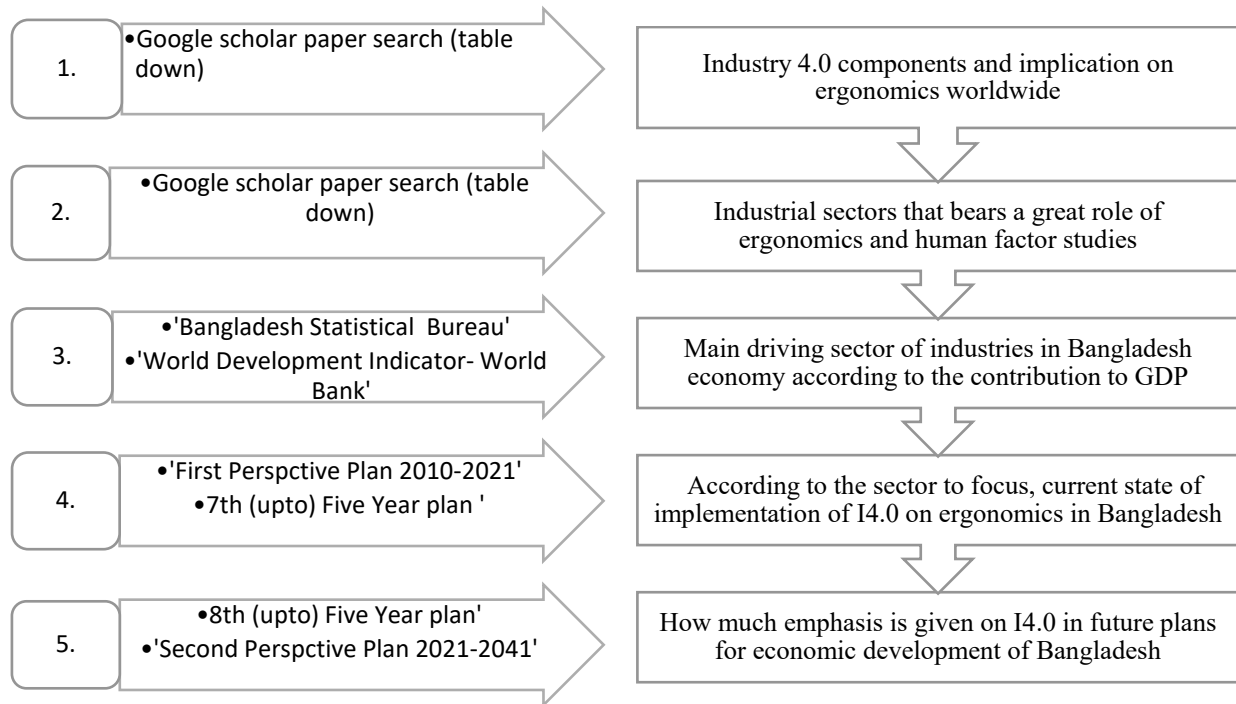 1.
•Google scholar paper search (table
down)
Industry 4.0 components and implication on
ergonomics worldwide
2.
•Google scholar paper search (table
down)
Industrial sectors that bears a great role of
ergonomics and human factor studies
3.
•'Bangladesh Statistical Bureau'
•'World Development Indicator- World
Bank'
Main driving sector of industries in Bangladesh
economy according to the contribution to GDP
4.
•'First Perspctive Plan 2010-2021'
•7th (upto) Five Year plan '
According to the sector to focus, current state of
implementation of I4.0 on ergonomics in Bangladesh
5.
•8th (upto) Five Year plan'
•'Second Perspctive Plan 2021-2041'
How much emphasis is given on I4.0 in future plans
for economic development of Bangladesh